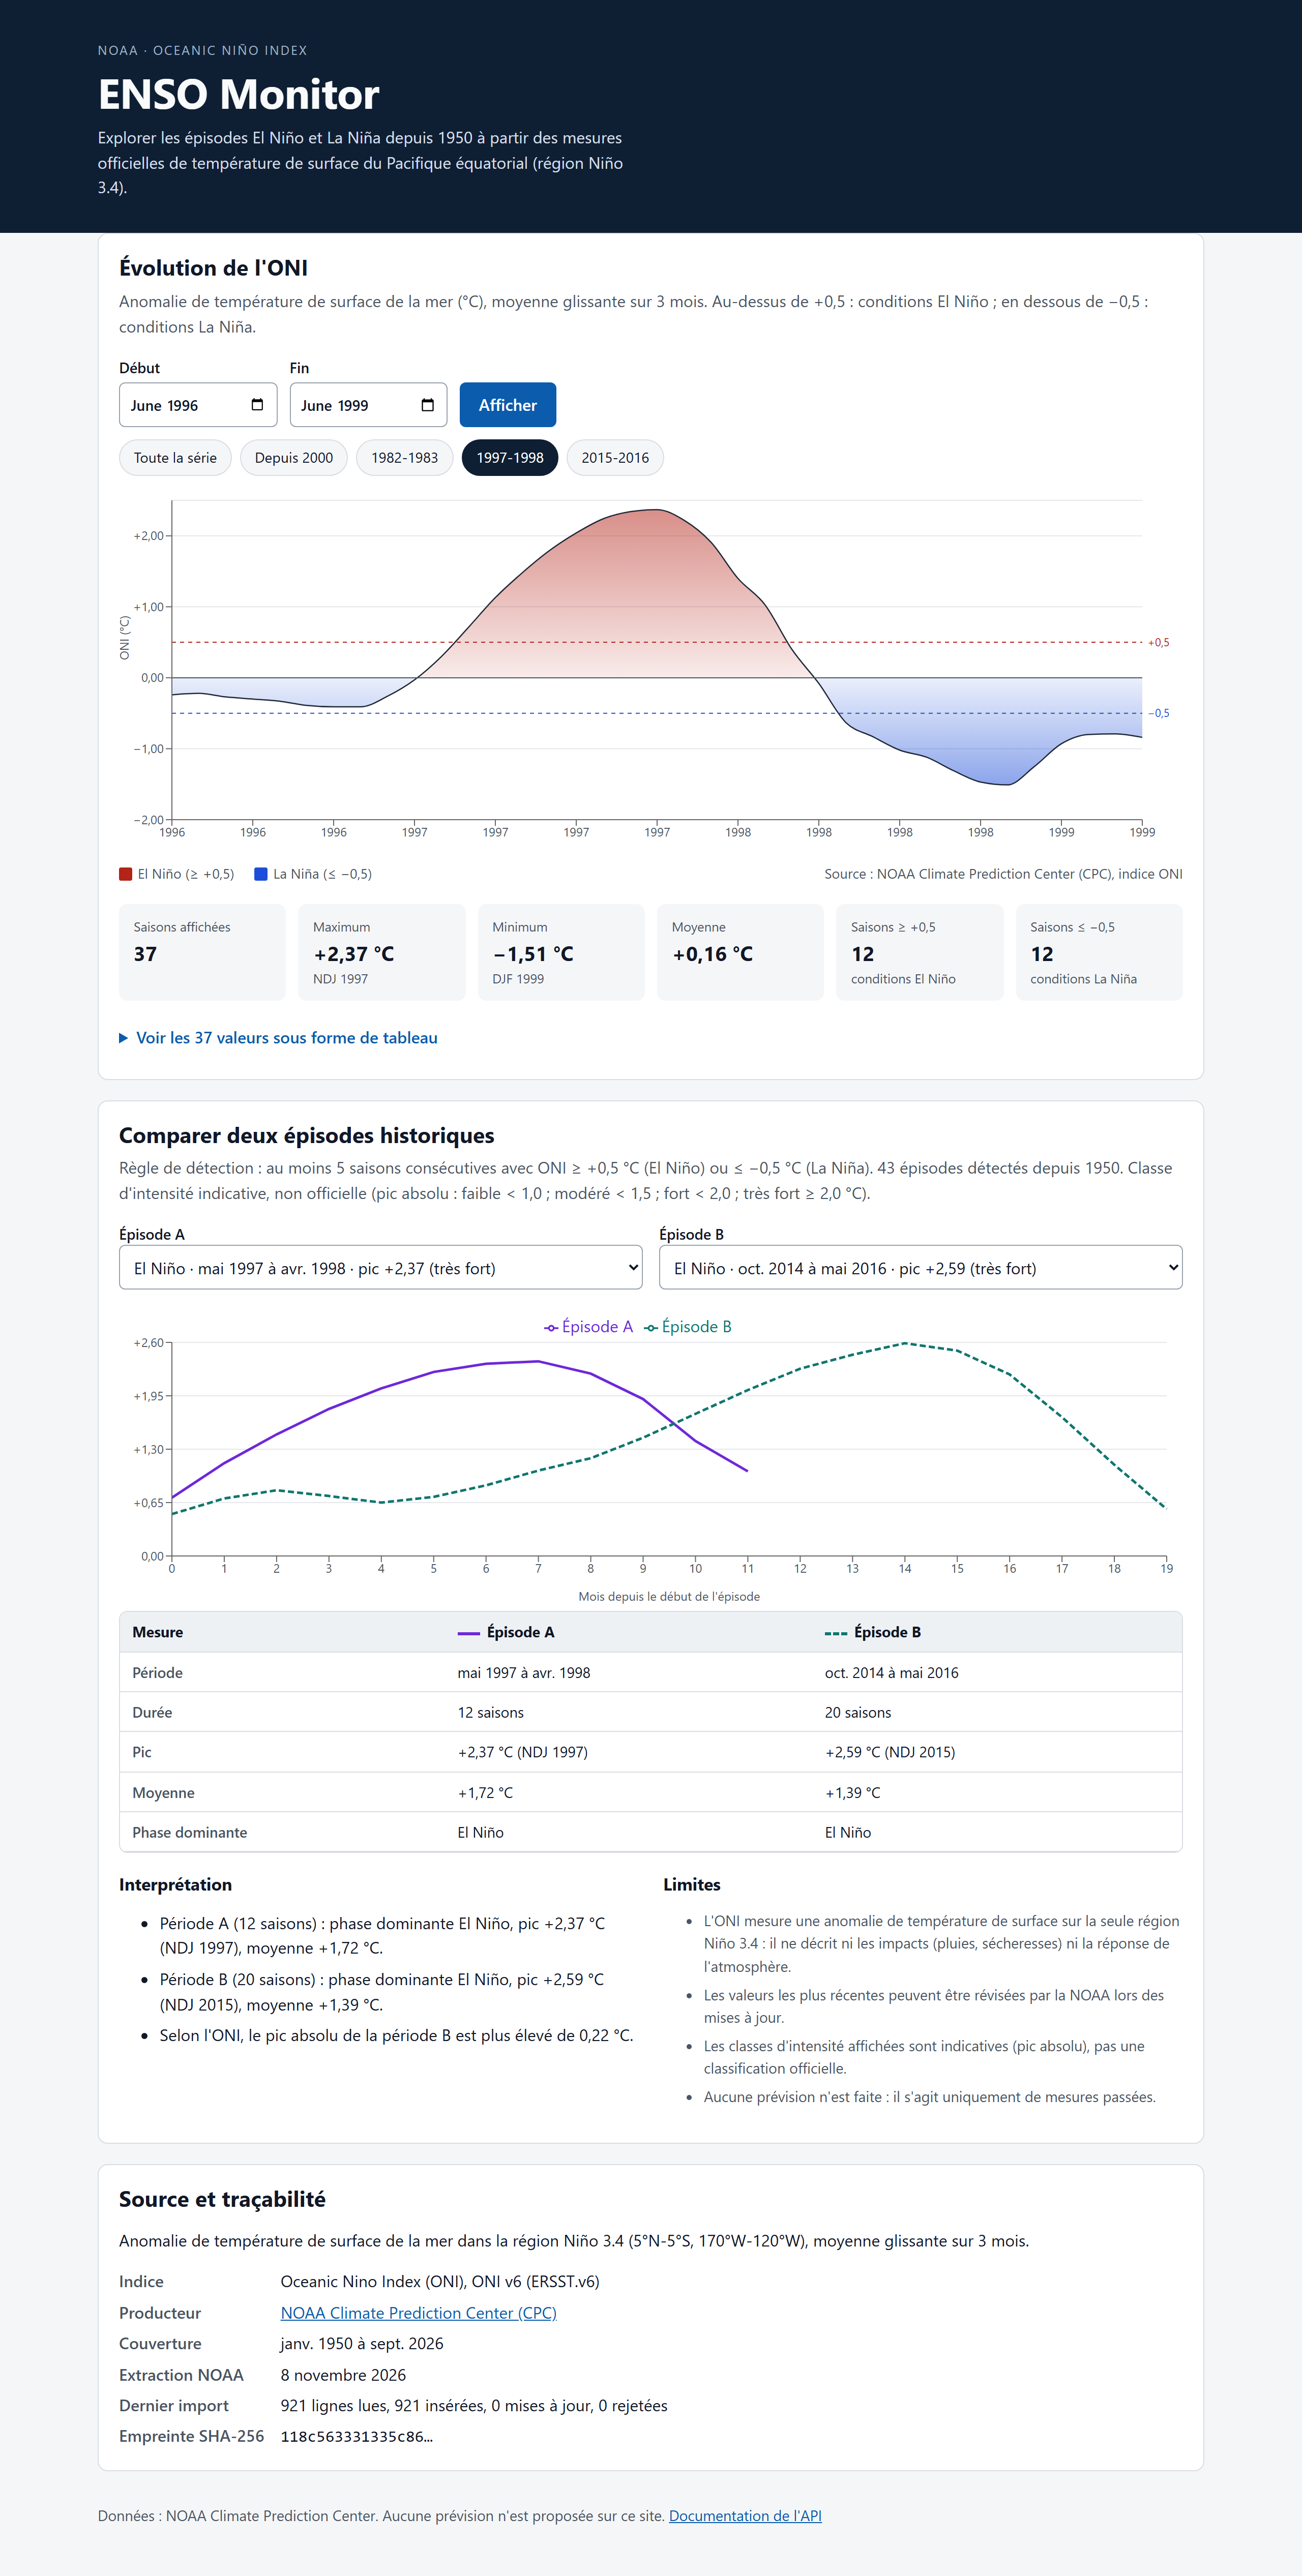 NOAA · OCEANIC NIÑO INDEX
ENSO Monitor
Explorer les épisodes El Niño et La Niña depuis 1950 à partir des mesures
officielles de température de surface du Pacifique équatorial (région Niño
3.4).
Évolution de l'ONI
Anomalie de température de surface de la mer (°C), moyenne glissante sur 3 mois. Au-dessus de +0,5 : conditions El Niño ; en dessous de −0,5 :
conditions La Niña.
Début Fin
June 1996 June 1999 Afficher
Toute la série Depuis 2000 1982-1983 1997-1998 2015-2016
+2,00
+1,00
ONI (°C)
+0,5
0,00
−0,5
−1,00
−2,00
1996 1996 1996 1997 1997 1997 1997 1998 1998 1998 1998 1999 1999
El Niño (≥ +0,5) La Niña (≤ −0,5) Source : NOAA Climate Prediction Center (CPC), indice ONI
Saisons affichées Maximum Minimum Moyenne Saisons ≥ +0,5 Saisons ≤ −0,5
37 +2,37 °C −1,51 °C +0,16 °C 12 12
NDJ 1997 DJF 1999 conditions El Niño conditions La Niña
Voir les 37 valeurs sous forme de tableau
Comparer deux épisodes historiques
Règle de détection : au moins 5 saisons consécutives avec ONI ≥ +0,5 °C (El Niño) ou ≤ −0,5 °C (La Niña). 43 épisodes détectés depuis 1950. Classe
d'intensité indicative, non officielle (pic absolu : faible < 1,0 ; modéré < 1,5 ; fort < 2,0 ; très fort ≥ 2,0 °C).
Épisode A Épisode B
El Niño · mai 1997 à avr. 1998 · pic +2,37 (très fort) El Niño · oct. 2014 à mai 2016 · pic +2,59 (très fort)
Épisode A Épisode B
+2,60
+1,95
+1,30
+0,65
0,00
0 1 2 3 4 5 6 7 8 9 10 11 12 13 14 15 16 17 18 19
Mois depuis le début de l'épisode
Mesure Épisode A Épisode B
Période mai 1997 à avr. 1998 oct. 2014 à mai 2016
Durée 12 saisons 20 saisons
Pic +2,37 °C (NDJ 1997) +2,59 °C (NDJ 2015)
Moyenne +1,72 °C +1,39 °C
Phase dominante El Niño El Niño
Interprétation
Période A (12 saisons) : phase dominante El Niño, pic +2,37 °C
(NDJ 1997), moyenne +1,72 °C.
Période B (20 saisons) : phase dominante El Niño, pic +2,59 °C
(NDJ 2015), moyenne +1,39 °C.
Selon l'ONI, le pic absolu de la période B est plus élevé de 0,22 °C.
Limites
L'ONI mesure une anomalie de température de surface sur la seule région
Niño 3.4 : il ne décrit ni les impacts (pluies, sécheresses) ni la réponse de
l'atmosphère.
Les valeurs les plus récentes peuvent être révisées par la NOAA lors des
mises à jour.
Les classes d'intensité affichées sont indicatives (pic absolu), pas une
classification officielle.
Aucune prévision n'est faite : il s'agit uniquement de mesures passées.
Source et traçabilité
Anomalie de température de surface de la mer dans la région Niño 3.4 (5°N-5°S, 170°W-120°W), moyenne glissante sur 3 mois.
Indice Oceanic Nino Index (ONI), ONI v6 (ERSST.v6)
Producteur NOAA Climate Prediction Center (CPC)
Couverture janv. 1950 à sept. 2026
Extraction NOAA 8 novembre 2026
Dernier import 921 lignes lues, 921 insérées, 0 mises à jour, 0 rejetées
Empreinte SHA-256 118c563331335c86…
Données : NOAA Climate Prediction Center. Aucune prévision n'est proposée sur ce site. Documentation de l'API